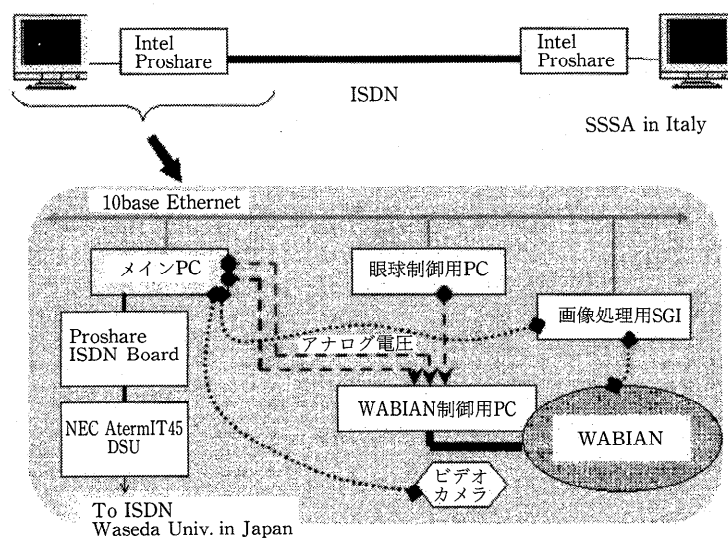 Intel
Proshare
Intel
Proshare
ISDN
SSSA in Italy
10base Ethernet
メインPC
眼球制御用PC
画像処理用SGI
Proshare
ISDN Board
アナログ電圧
NEC AtermIT45
DSU
WABIAN制御用PC
WABIAN
ビデオ
カメラ
To ISDN
Waseda Univ. in Japan